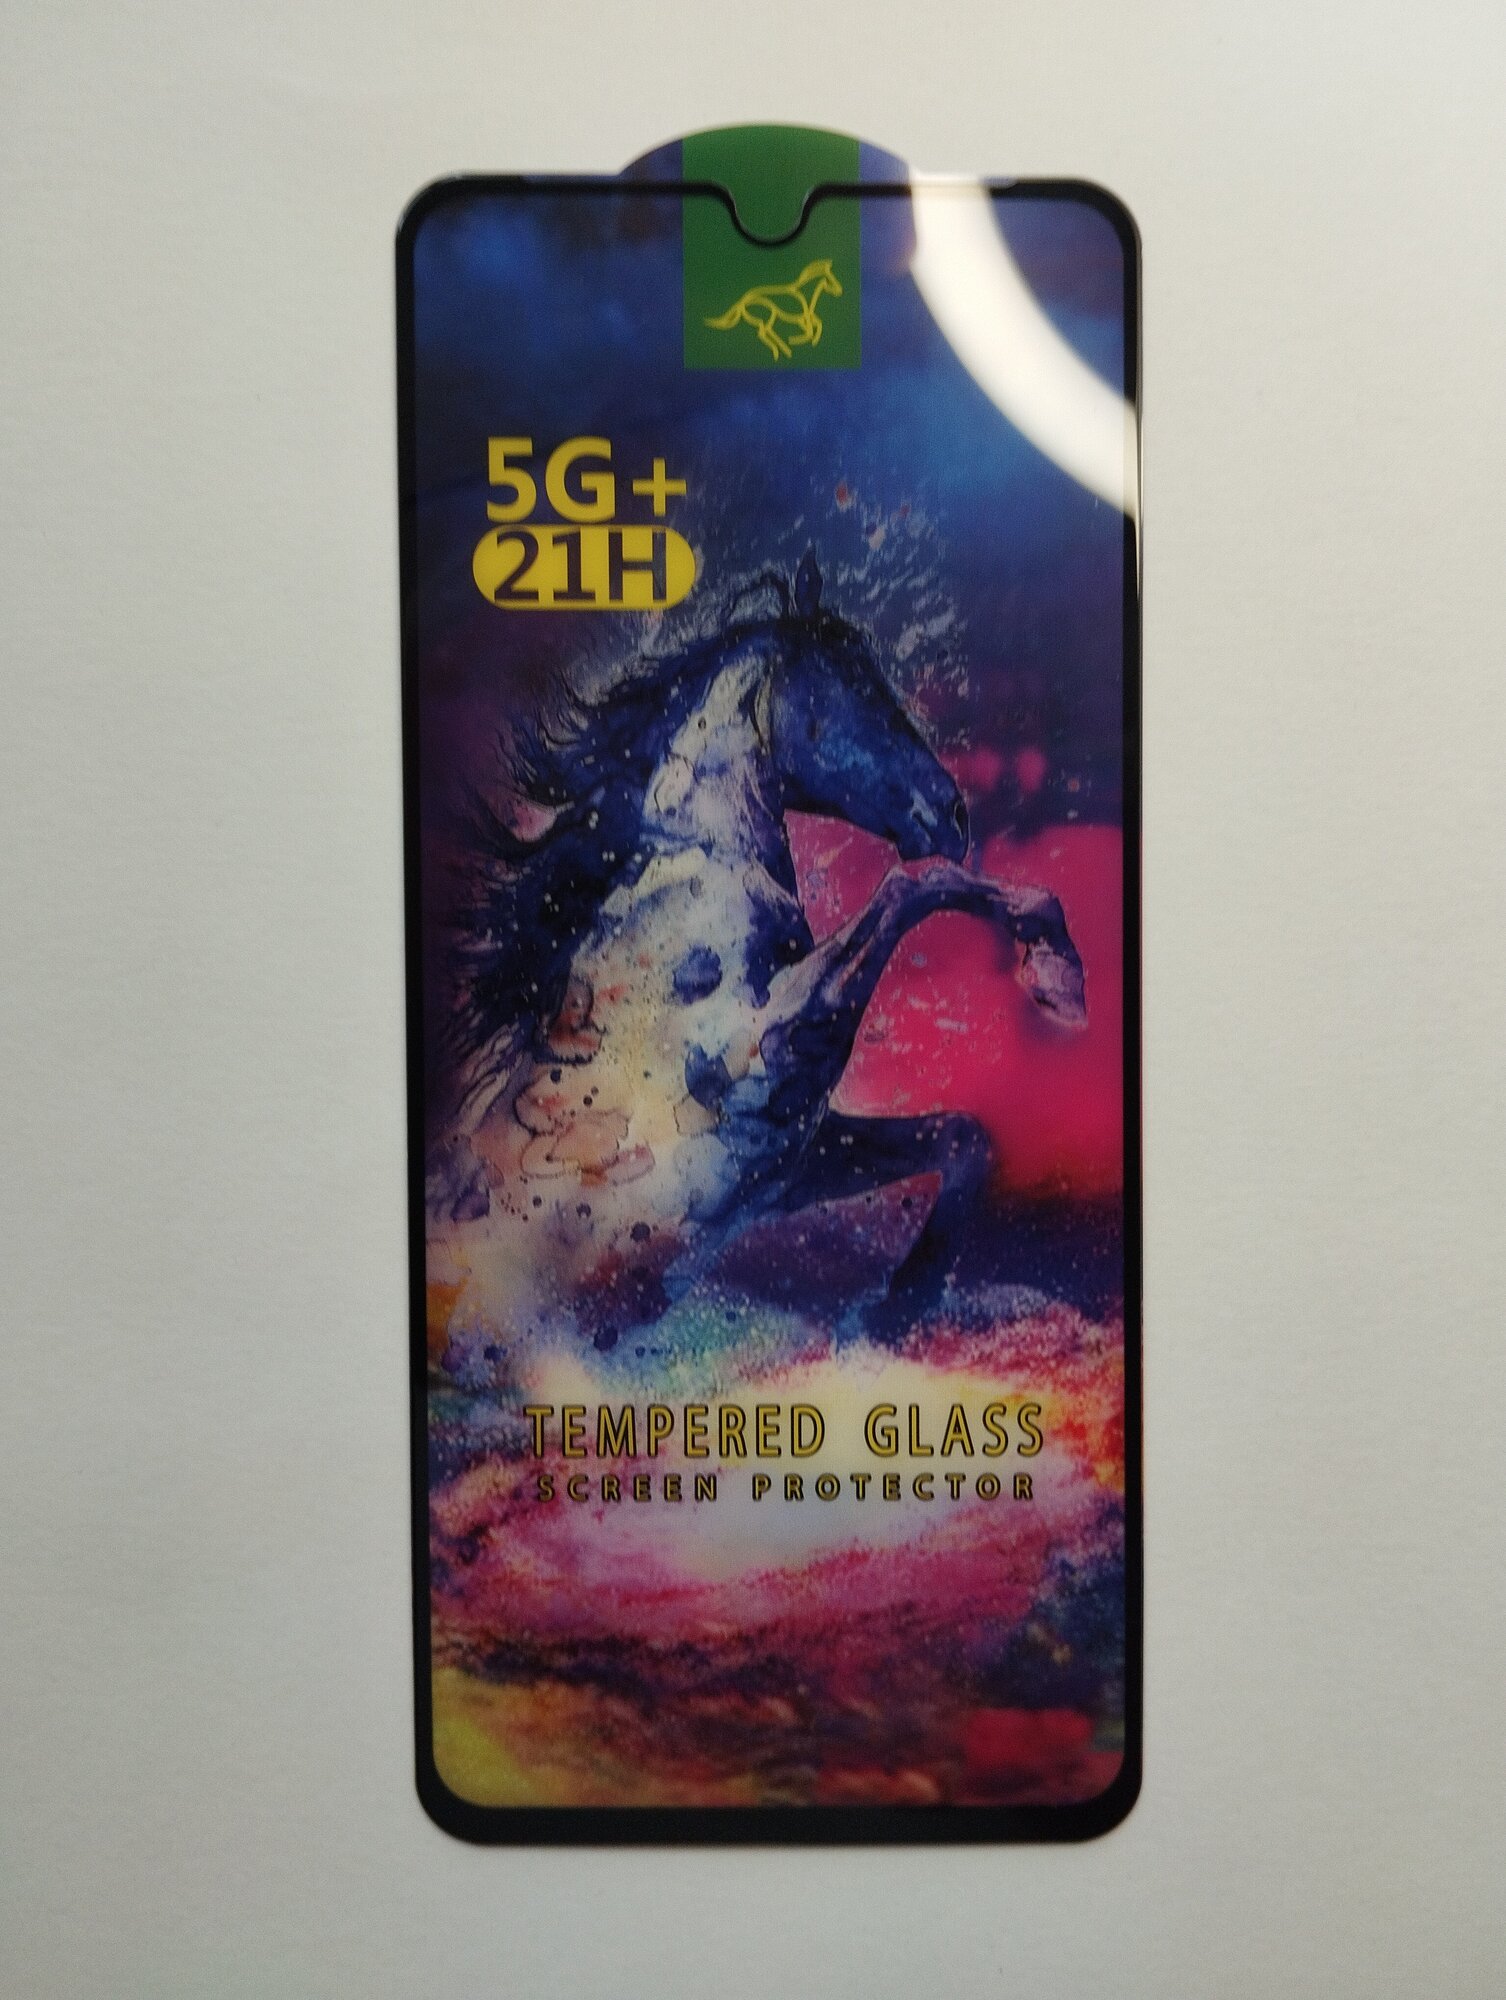 5G+
21H
TEMPERED GLASS
SCREEN PROTECTOR